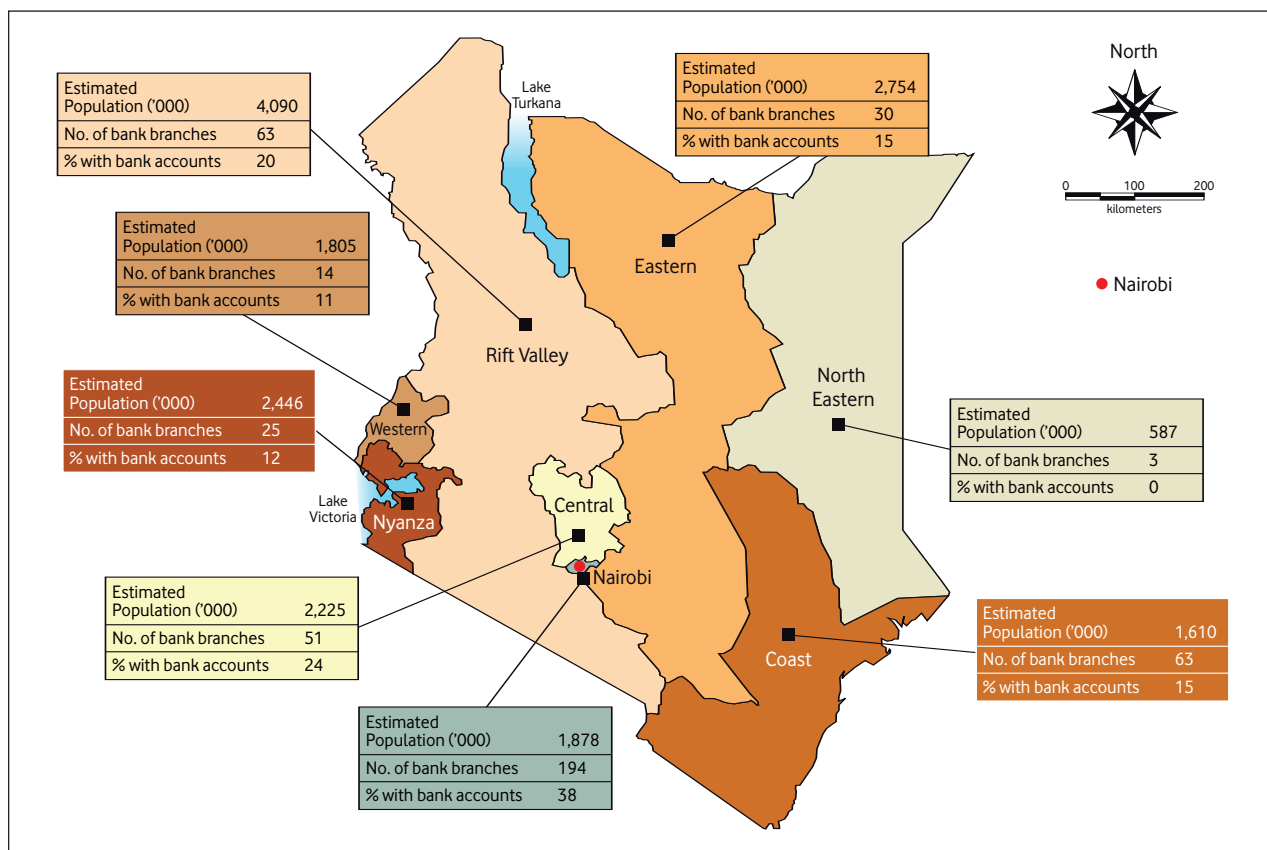 North
0 100 200
kilometers
Nairobi
Lake
Turkana
Estimated
Population ('000) 4,090
No. of bank branches 63
% with bank accounts 20
Estimated
Population ('000) 2,754
No. of bank branches 30
% with bank accounts 15
Estimated
Population ('000) 1,805
No. of bank branches 14
% with bank accounts 11
Eastern
Rift Valley
Estimated
Population ('000) 2,446
No. of bank branches 25
% with bank accounts 12
Western
North
Eastern
Estimated
Population ('000) 587
No. of bank branches 3
% with bank accounts 0
Lake
Victoria
Nyanza
Central
Nairobi
Estimated
Population ('000) 2,225
No. of bank branches 51
% with bank accounts 24
Coast
Estimated
Population ('000) 1,610
No. of bank branches 63
% with bank accounts 15
Estimated
Population ('000) 1,878
No. of bank branches 194
% with bank accounts 38